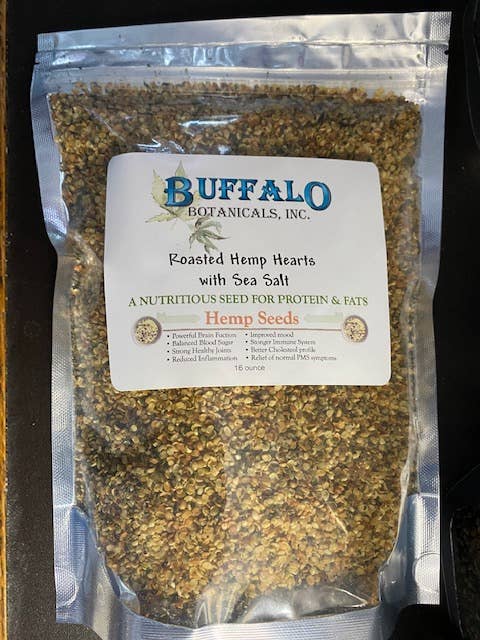 BUFFALO
BOTANICALS, INC.
Roasted Hemp Hearts
with Sea Salt
A NUTRITIOUS SEED FOR PROTEIN & FATS
Hemp Seeds
• Powerful Brain Fuction • Improved mood
• Balanced Blood Sugar • Stonger Immune System
• Strong Healthy Joints • Better Cholesterol profile
• Reduced Inflammation • Relief of normal PMS symptoms
16 ounce